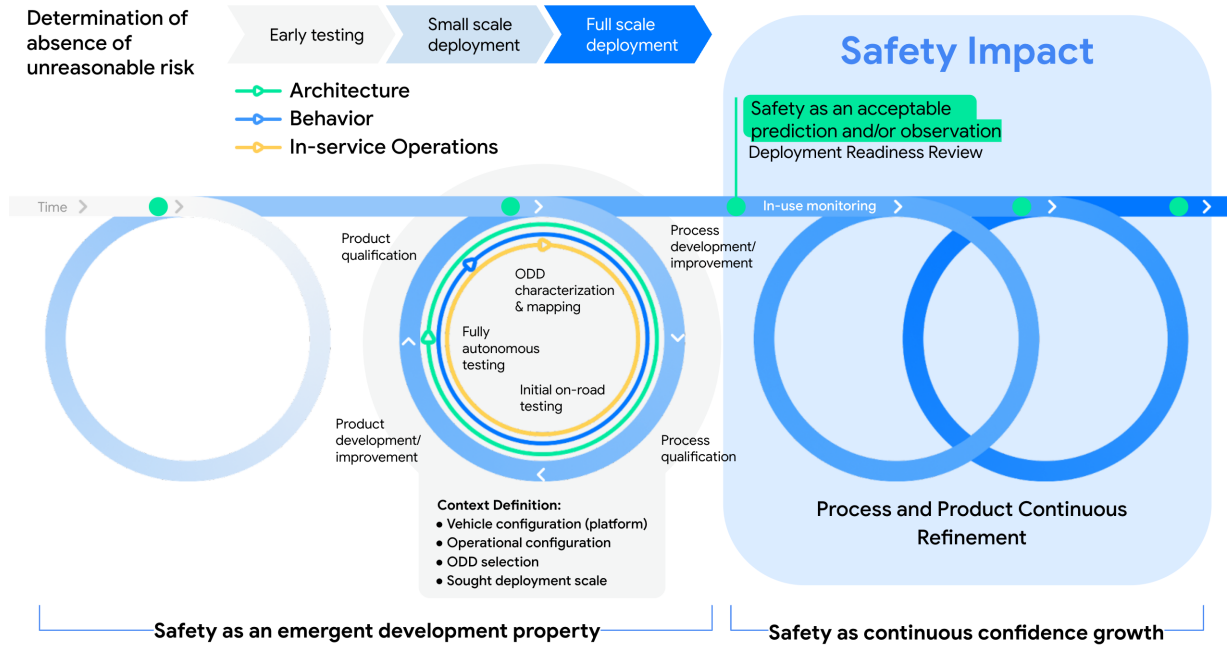 Determination of
absence of
unreasonable risk
Early testing
Small scale
deployment
Full scale
deployment
Architecture
Behavior
In-service Operations
Safety Impact
Safety as an acceptable
prediction and/or observation
Deployment Readiness Review
Time
In-use monitoring
Product
qualification
Process
development/
improvement
ODD
characterization
& mapping
Fully
autonomous
testing
Initial on-road
testing
Product
development/
improvement
Process
qualification
Context Definition:
• Vehicle configuration (platform)
• Operational configuration
• ODD selection
• Sought deployment scale
Process and Product Continuous
Refinement
Safety as an emergent development property
Safety as continuous confidence growth